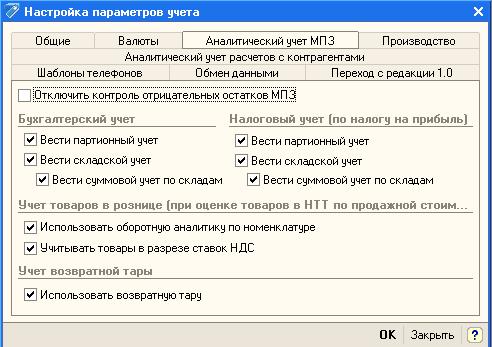 Настройка параметров учета
Общие Валюты Аналитический учет МПЗ Производство
Аналитический учет расчетов с контрагентами
Шаблоны телефонов Обмен данными Переход с редакции 1.0
Отключить контроль отрицательных остатков МПЗ
Бухгалтерский учет Налоговый учет (по налогу на прибыль)
Вести партионный учет Вести партионный учет
Вести складской учет Вести складской учет
Вести суммовой учет по складам Вести суммовой учет по складам
Учет товаров в рознице (при оценке товаров в НТТ по продажной стоим...
Использовать оборотную аналитику по номенклатуре
Учитывать товары в разрезе ставок НДС
Учет возвратной тары
Использовать возвратную тару
OK Закрыть ?